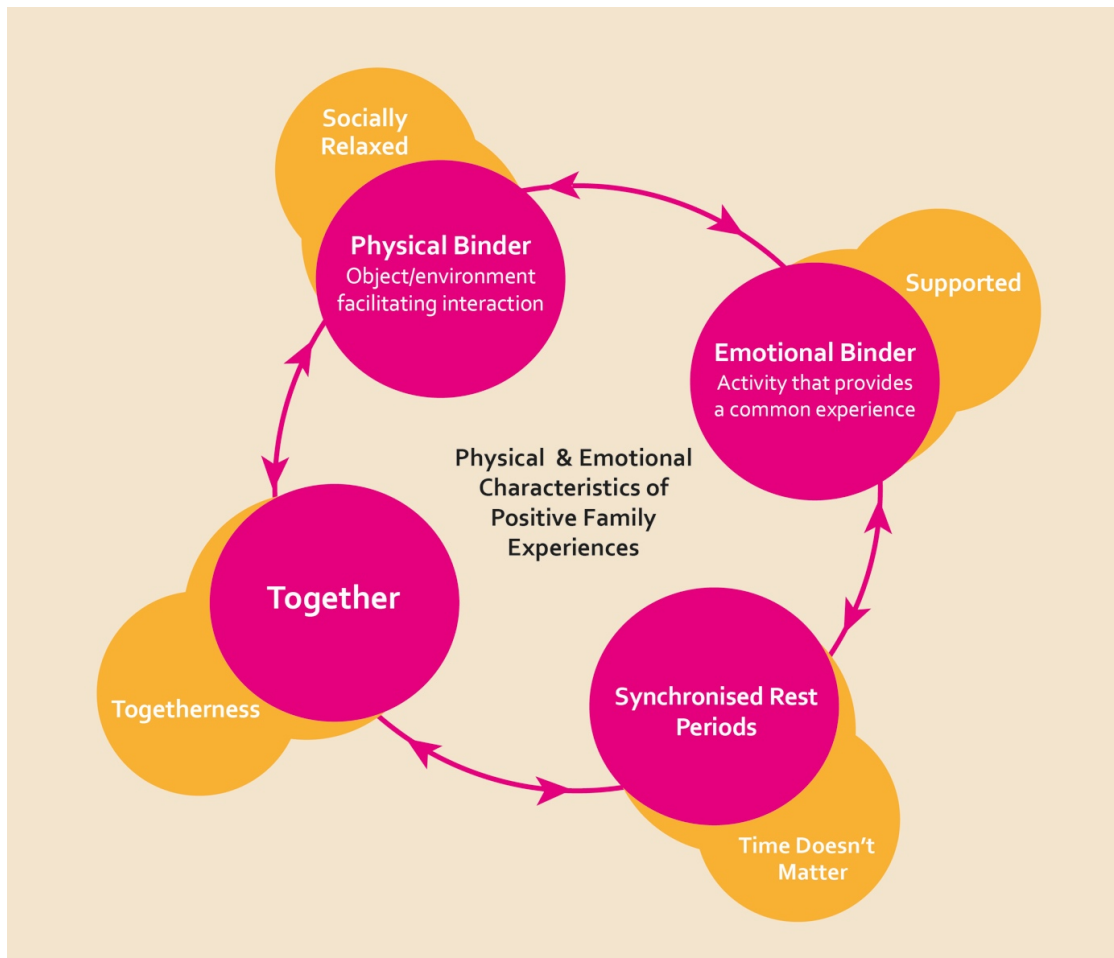 Socially
Relaxed
Physical Binder
Object/environment
facilitating interaction
Supported
Emotional Binder
Activity that provides
a common experience
Physical & Emotional
Characteristics of
Positive Family
Experiences
Together
Togetherness
Synchronised Rest
Periods
Time Doesn't
Matter